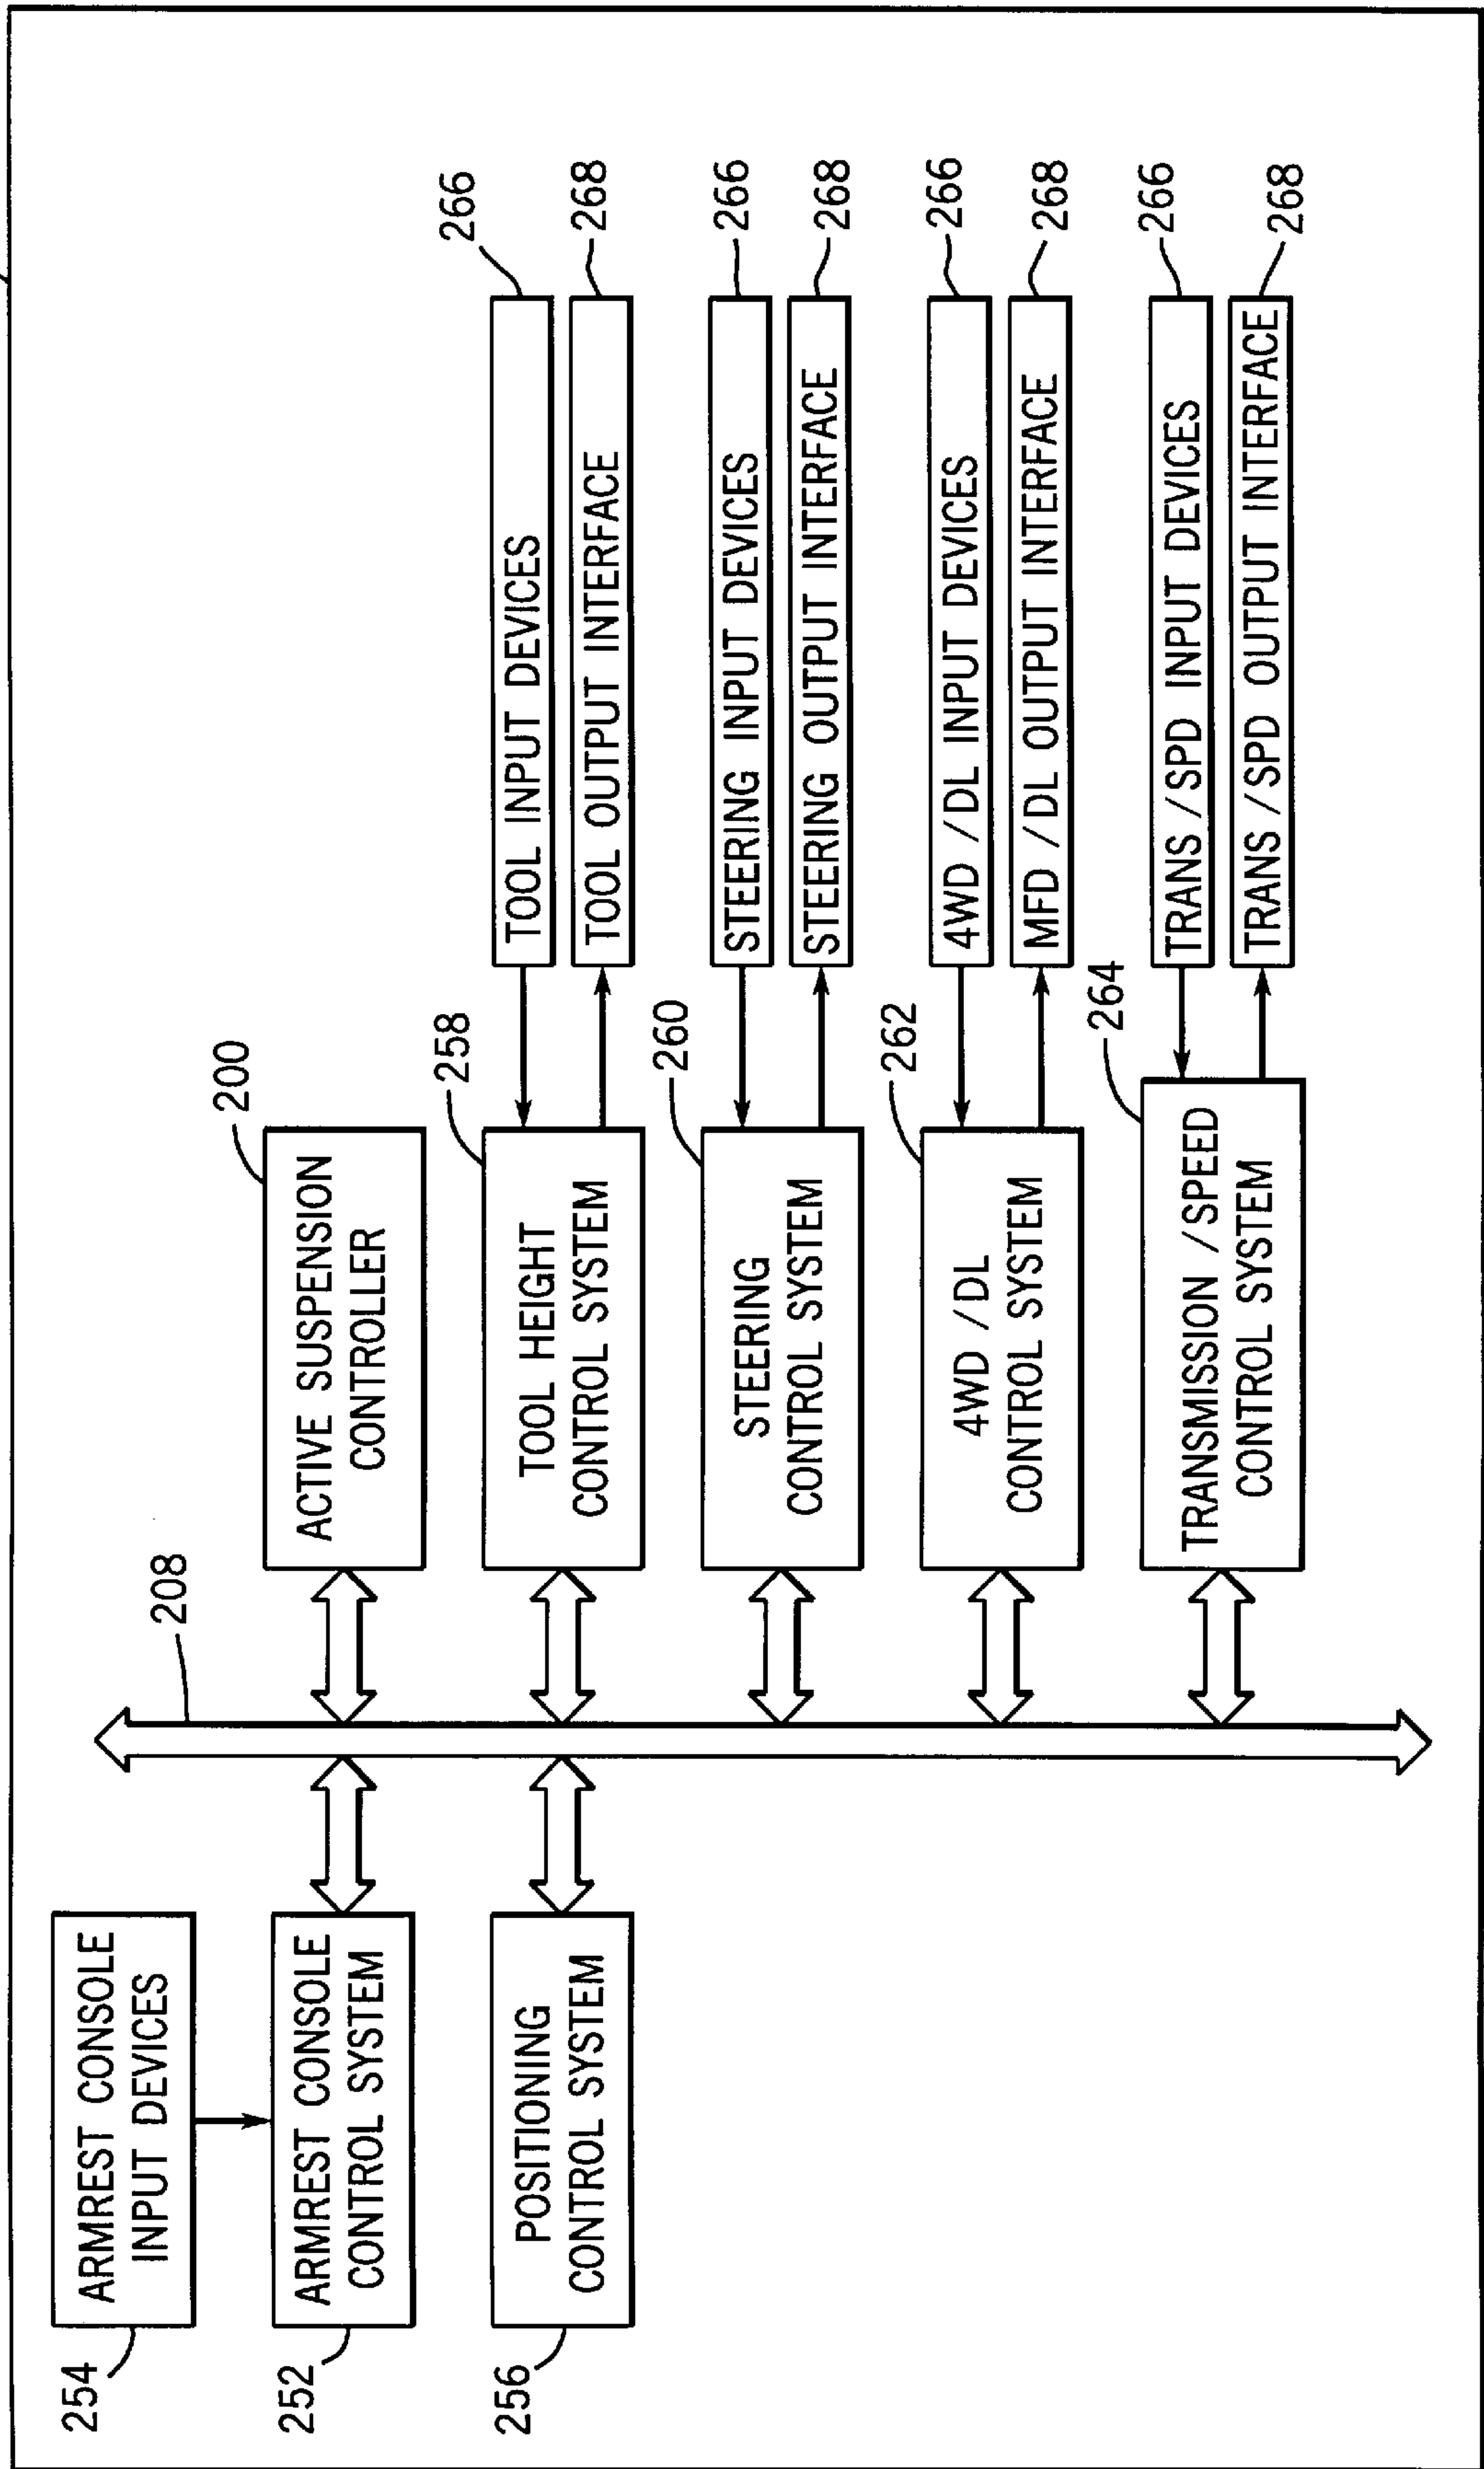 254
ARMREST CONSOLE
INPUT DEVICES
252
ARMREST CONSOLE
CONTROL SYSTEM
256
POSITIONING
CONTROL SYSTEM
208
200
ACTIVE SUSPENSION
CONTROLLER
258
TOOL HEIGHT
CONTROL SYSTEM
TOOL INPUT DEVICES
266
TOOL OUTPUT INTERFACE
268
260
STEERING
CONTROL SYSTEM
STEERING INPUT DEVICES
266
STEERING OUTPUT INTERFACE
268
262
4WD /DL
CONTROL SYSTEM
4WD /DL INPUT DEVICES
266
MFD /DL OUTPUT INTERFACE
268
264
TRANSMISSION /SPEED
CONTROL SYSTEM
TRANS /SPD INPUT DEVICES
266
TRANS /SPD OUTPUT INTERFACE
268